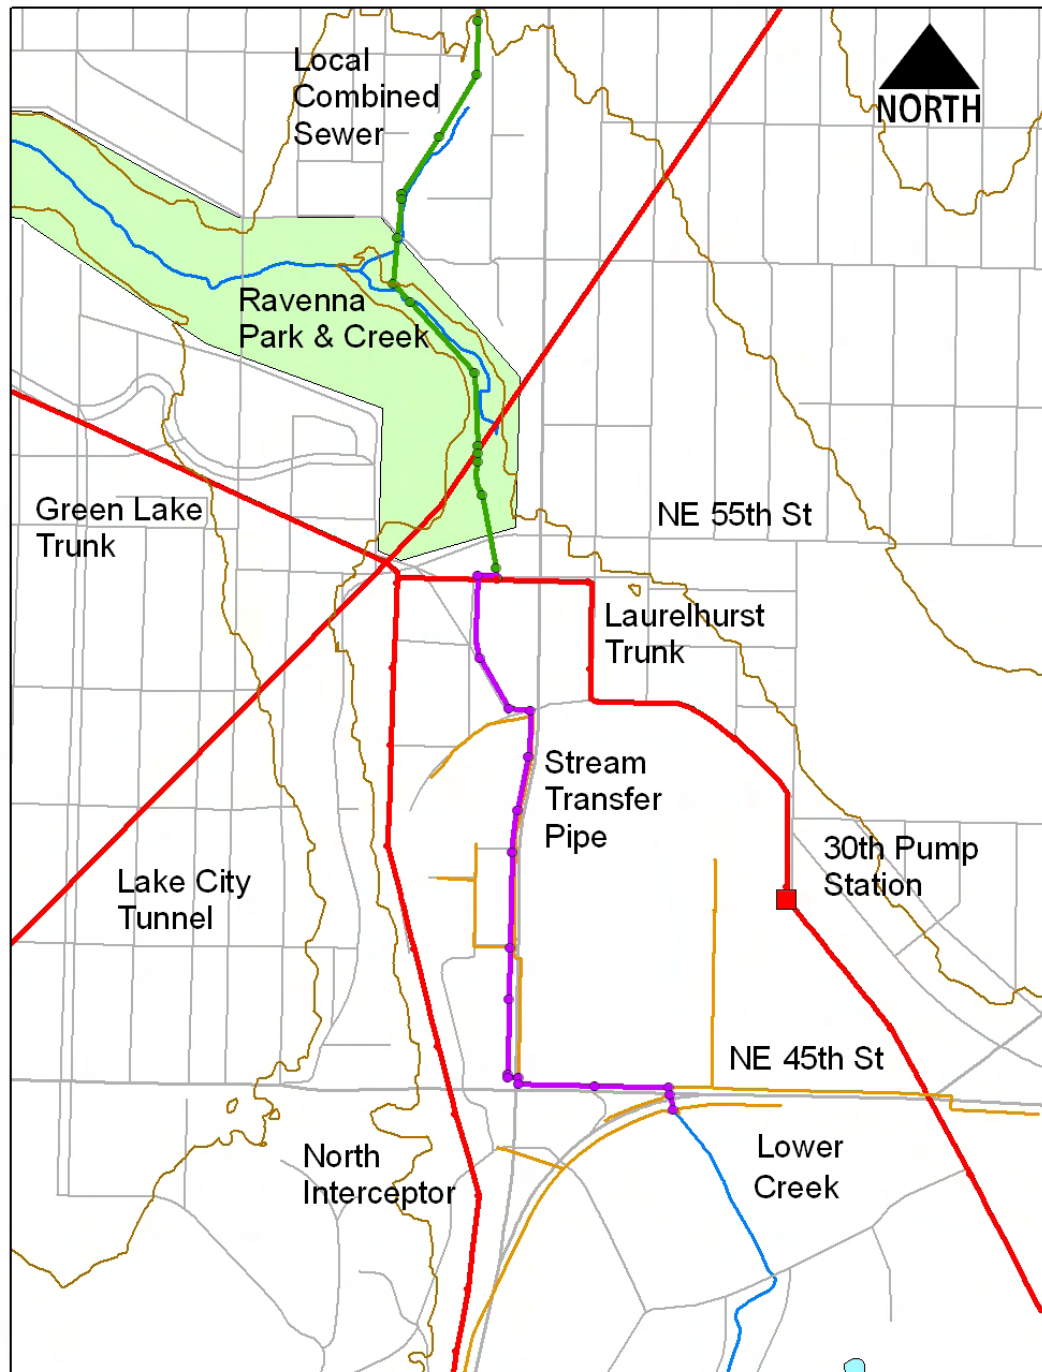 Local
Combined
Sewer
NORTH
Ravenna
Park & Creek
Green Lake
Trunk
NE 55th St
Laurelhurst
Trunk
Stream
Transfer
Pipe
30th Pump
Station
Lake City
Tunnel
NE 45th St
North
Interceptor
Lower
Creek